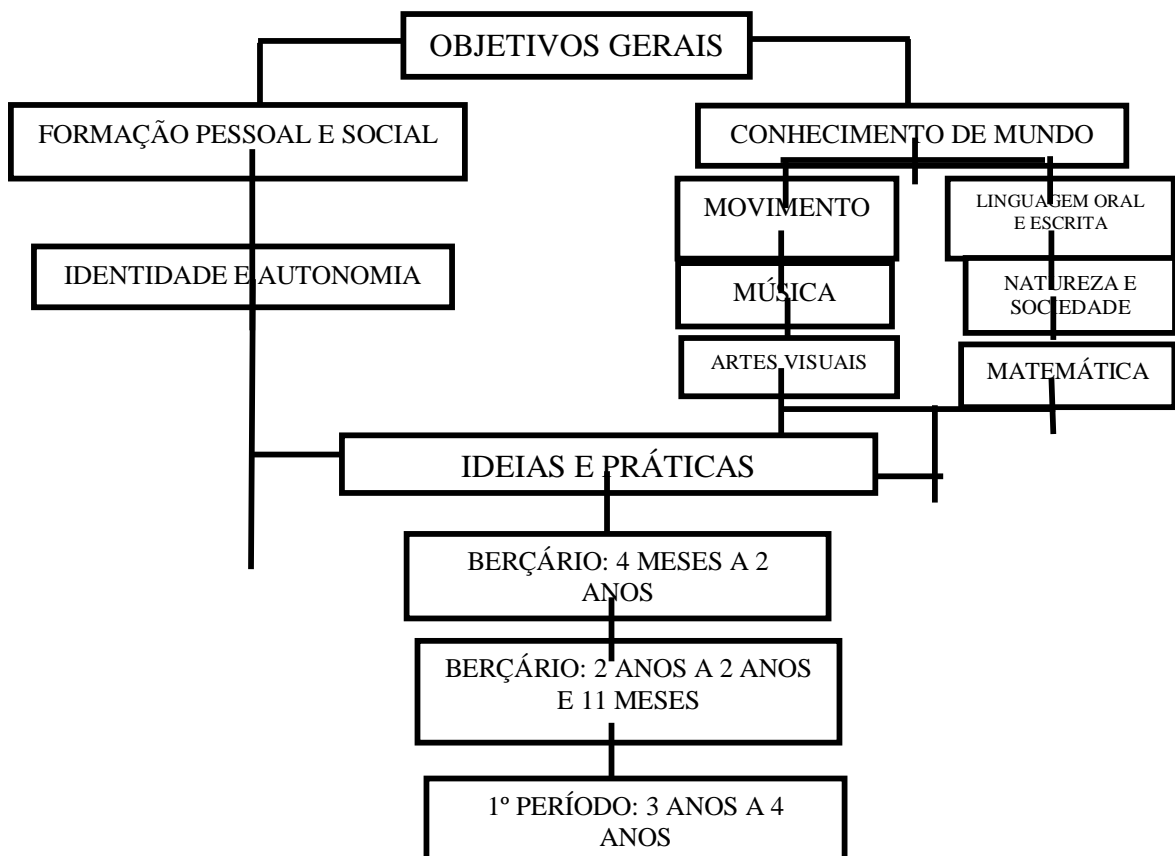 OBJETIVOS GERAIS
FORMAÇÃO PESSOAL E SOCIAL
CONHECIMENTO DE MUNDO
IDENTIDADE E AUTONOMIA
MOVIMENTO
LINGUAGEM ORAL
E ESCRITA
MÚSICA
NATUREZA E
SOCIEDADE
ARTES VISUAIS
MATEMÁTICA
IDEIAS E PRÁTICAS
BERÇÁRIO: 4 MESES A 2
ANOS
BERÇÁRIO: 2 ANOS A 2 ANOS
E 11 MESES
1º PERÍODO: 3 ANOS A 4
ANOS